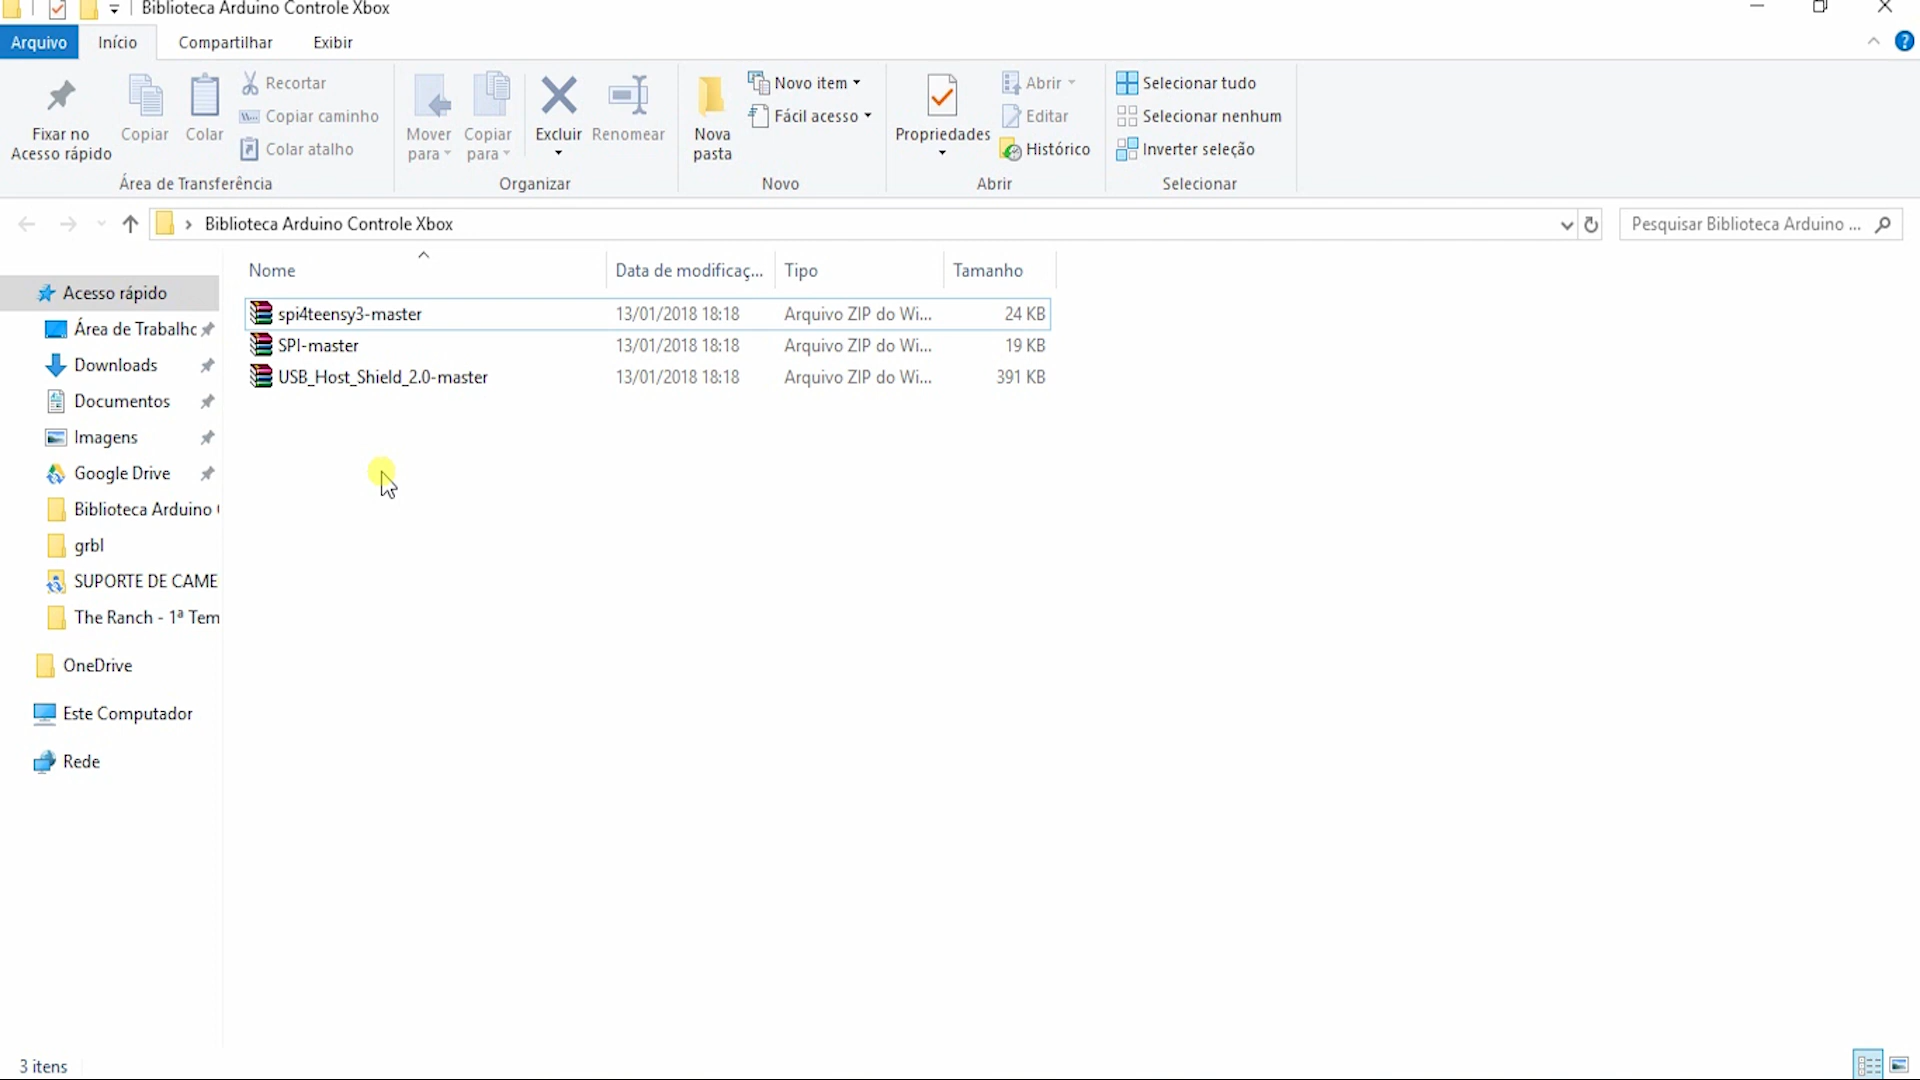 Biblioteca Arduino Controle Xbox
Arquivo Início Compartilhar Exibir
Fixar no Acesso rápido
Copiar
Colar
Recortar
Copiar caminho
Colar atalho
Área de Transferência
Mover para
Copiar para
Excluir
Renomear
Organizar
Nova pasta
Novo item
Fácil acesso
Novo
Propriedades
Abrir
Editar
Histórico
Abrir
Selecionar tudo
Selecionar nenhum
Inverter seleção
Selecionar
Biblioteca Arduino Controle Xbox
Pesquisar Biblioteca Arduino ...
Acesso rápido
Área de Trabalho
Downloads
Documentos
Imagens
Google Drive
Biblioteca Arduino
grbl
SUPORTE DE CAME
The Ranch - 1ª Tem
OneDrive
Este Computador
Rede
Nome Data de modificaç... Tipo Tamanho
spi4teensy3-master 13/01/2018 18:18 Arquivo ZIP do Wi... 24 KB
SPI-master 13/01/2018 18:18 Arquivo ZIP do Wi... 19 KB
USB_Host_Shield_2.0-master 13/01/2018 18:18 Arquivo ZIP do Wi... 391 KB
3 itens